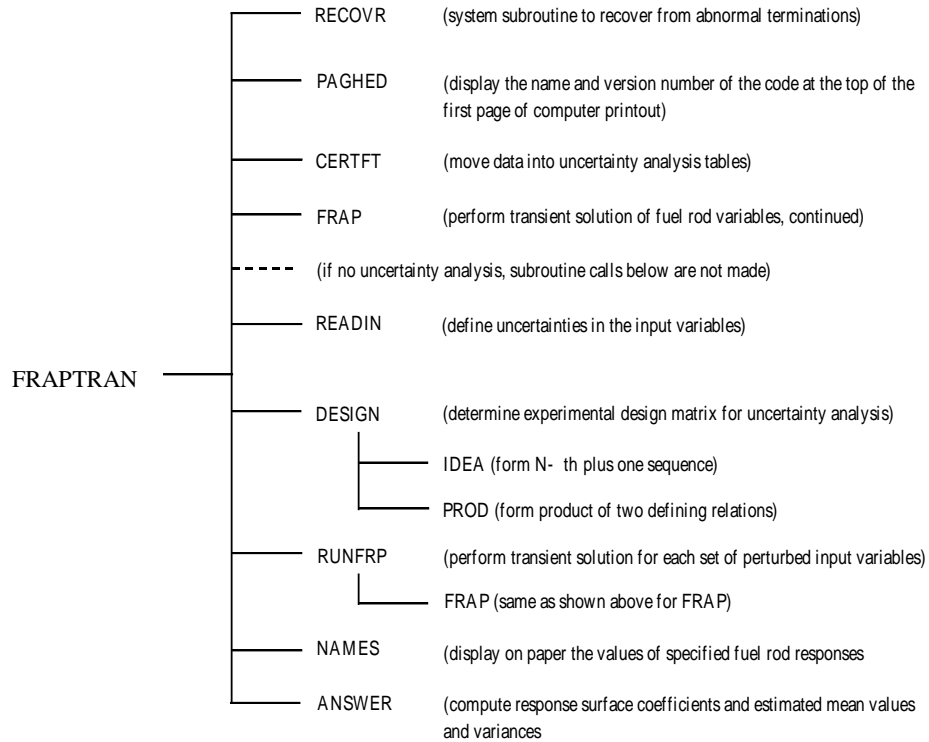 RECOVR (system subroutine to recover from abnormal terminations)
PAGHED (display the name and version number of the code at the top of the
first page of computer printout)
CERTFT (move data into uncertainty analysis tables)
FRAP (perform transient solution of fuel rod variables, continued)
(if no uncertainty analysis, subroutine calls below are not made)
READIN (define uncertainties in the input variables)
FRAPTRAN
DESIGN (determine experimental design matrix for uncertainty analysis)
IDEA (form N- th plus one sequence)
PROD (form product of two defining relations)
RUNFRP (perform transient solution for each set of perturbed input variables)
FRAP (same as shown above for FRAP)
NAMES (display on paper the values of specified fuel rod responses
ANSWER (compute response surface coefficients and estimated mean values
and variances